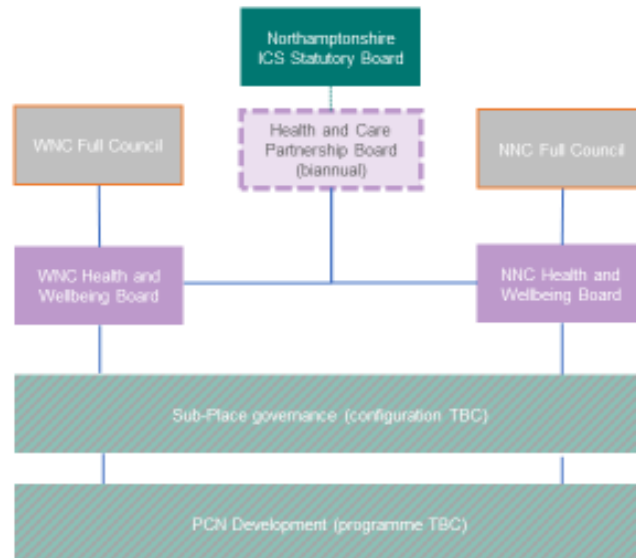 Northamptonshire
ICS Statutory Board
WNC Full Council
Health and Care
Partnership Board
(biannual)
NNC Full Council
WNC Health and
Wellbeing Board
NNC Health and
Wellbeing Board
Sub-Place governance (configuration TBC)
PCN Development (programme TBC)